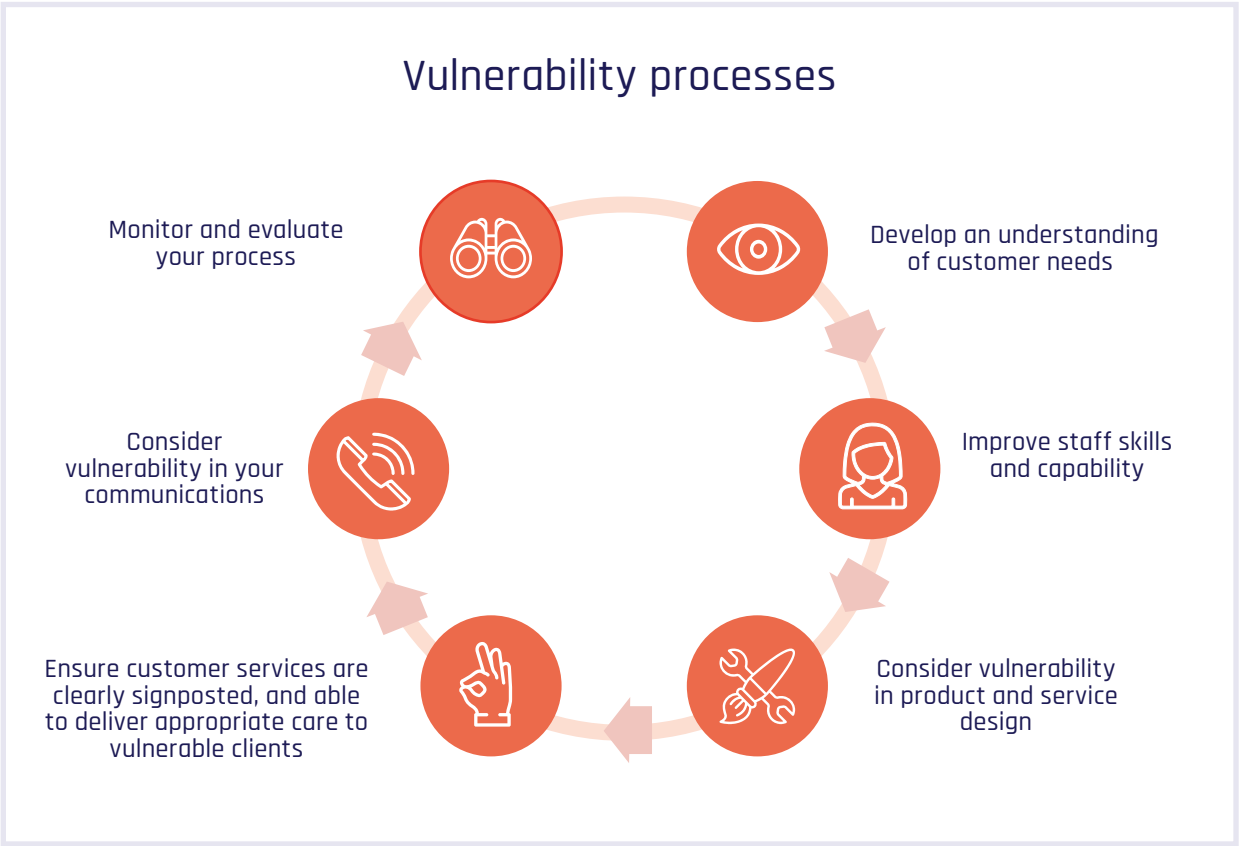 Vulnerability processes
Develop an understanding
of customer needs
Improve staff skills
and capability
Consider vulnerability
in product and service
design
Ensure customer services are
clearly signposted, and able
to deliver appropriate care to
vulnerable clients
Consider
vulnerability in your
communications
Monitor and evaluate
your process